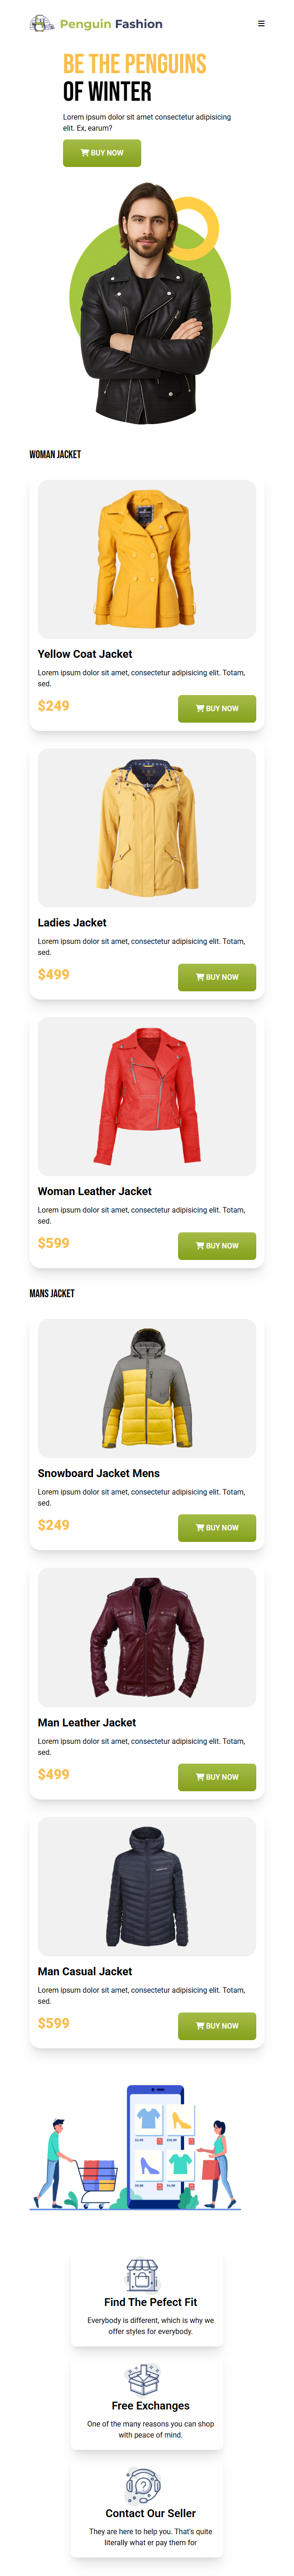 Penguin Fashion
BE THE PENGUINS
OF WINTER
Lorem ipsum dolor sit amet consectetur adipisicing
elit. Ex, earum?
BUY NOW
WOMAN JACKET
Yellow Coat Jacket
Lorem ipsum dolor sit amet, consectetur adipisicing elit. Totam,
sed.
$249
BUY NOW
Ladies Jacket
Lorem ipsum dolor sit amet, consectetur adipisicing elit. Totam,
sed.
$499
BUY NOW
Woman Leather Jacket
Lorem ipsum dolor sit amet, consectetur adipisicing elit. Totam,
sed.
$599
BUY NOW
MANS JACKET
Snowboard Jacket Mens
Lorem ipsum dolor sit amet, consectetur adipisicing elit. Totam,
sed.
$249
BUY NOW
Man Leather Jacket
Lorem ipsum dolor sit amet, consectetur adipisicing elit. Totam,
sed.
$499
BUY NOW
Man Casual Jacket
Lorem ipsum dolor sit amet, consectetur adipisicing elit. Totam,
sed.
$599
BUY NOW
Find The Pefect Fit
Everybody is different, which is why we
offer styles for everybody.
Free Exchanges
One of the many reasons you can shop
with peace of mind.
Contact Our Seller
They are here to help you. That's quite
literally what er pay them for